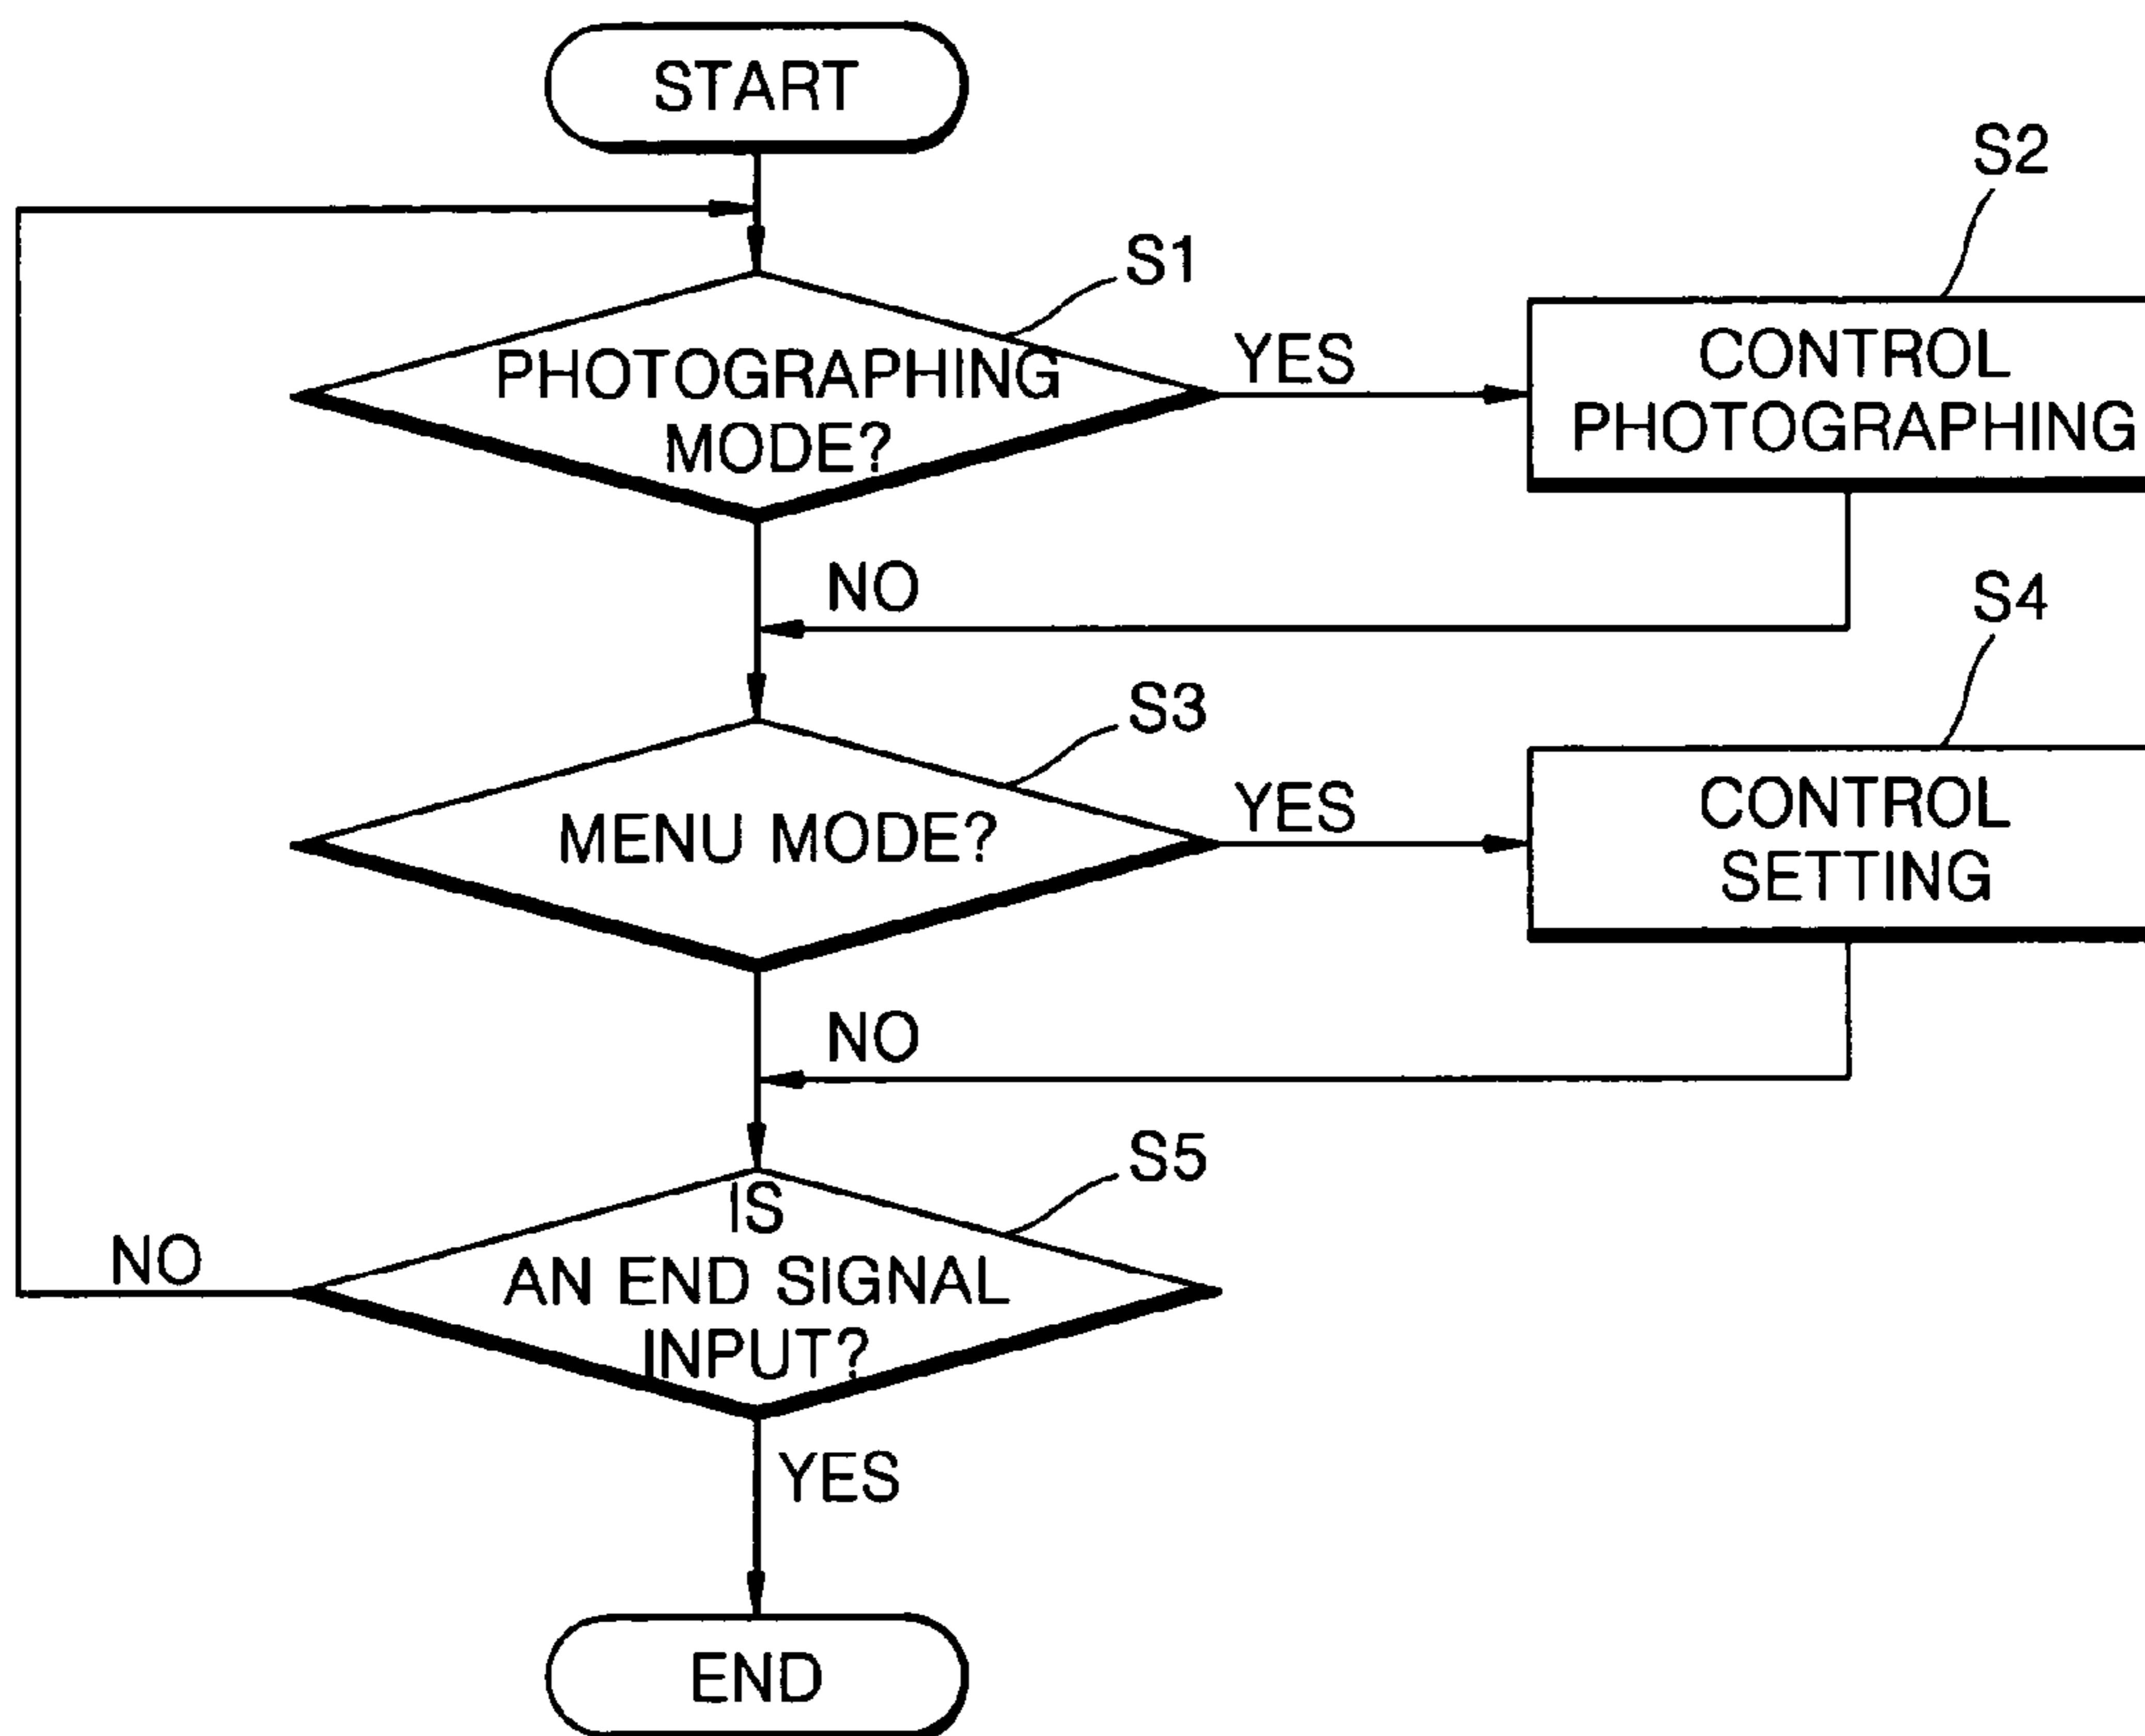 START
S2
S1
PHOTOGRAPHING
MODE?
YES
CONTROL
PHOTOGRAPHING
NO
S4
S3
MENU MODE?
YES
CONTROL
SETTING
NO
S5
IS
AN END SIGNAL
INPUT?
NO
YES
END